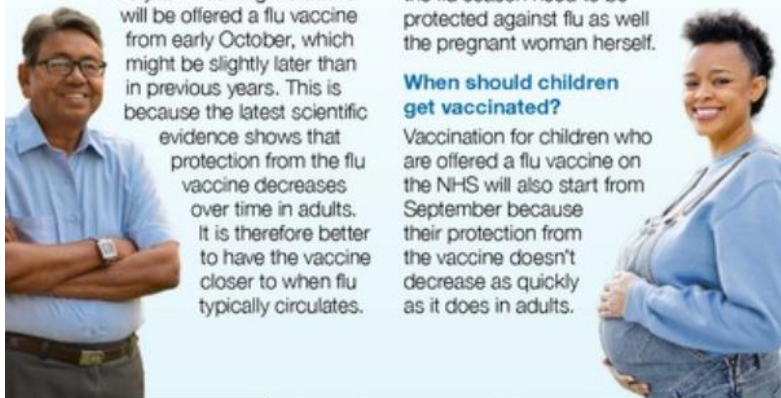 will be offered a flu vaccine
from early October, which
might be slightly later than
in previous years. This is
because the latest scientific
evidence shows that
protection from the flu
vaccine decreases
over time in adults.
It is therefore better
to have the vaccine
closer to when flu
typically circulates.
protected against flu as well
the pregnant woman herself.
When should children
get vaccinated?
Vaccination for children who
are offered a flu vaccine on
the NHS will also start from
September because
their protection from
the vaccine doesn't
decrease as quickly
as it does in adults.